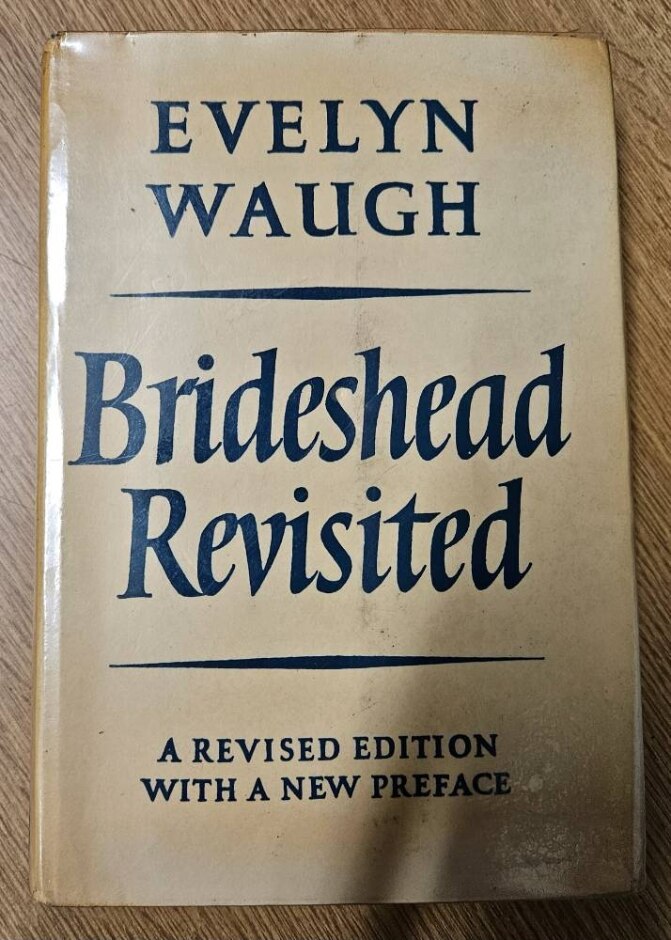 EVELYN
WAUGH
Brideshead
Revisited
A REVISED EDITION
WITH A NEW PREFACE